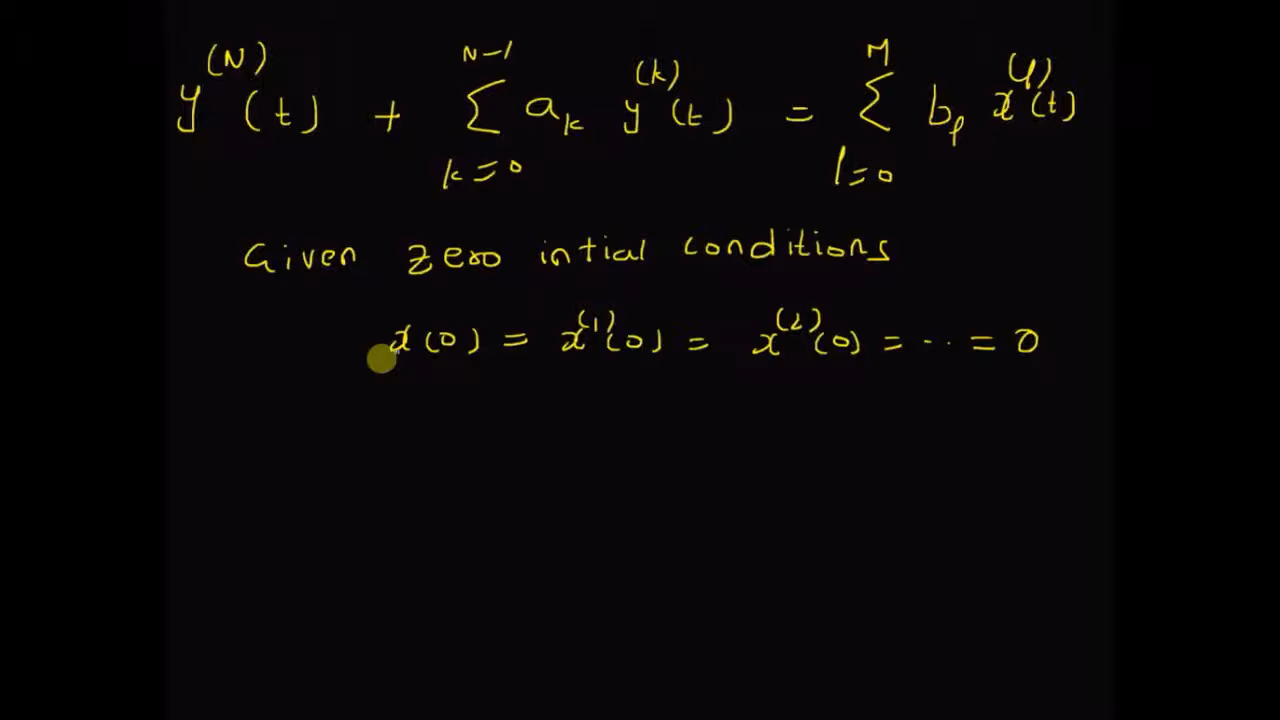 y^(N)(t) + Σ_{k=0}^{N-1} a_k y^(k)(t) = Σ_{l=0}^{M} b_l x^(l)(t)
Given zero intial conditions
x(0) = x^(1)(0) = x^(2)(0) = ·· = 0